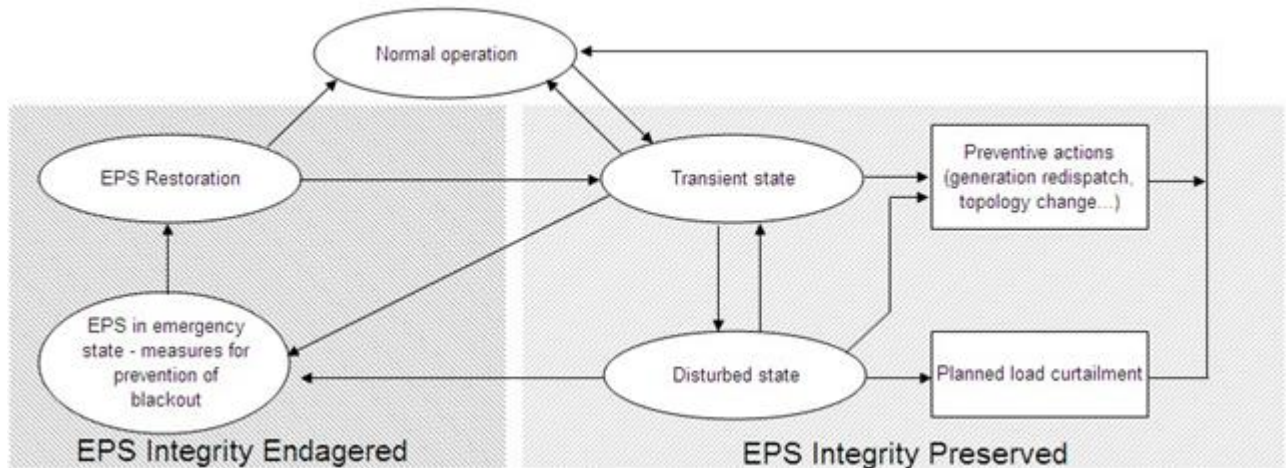 Normal operation
EPS Restoration
Transient state
Preventive actions
(generation redispatch,
topology change...)
EPS in emergency
state - measures for
prevention of
blackout
Disturbed state
Planned load curtailment
EPS Integrity Endagered
EPS Integrity Preserved